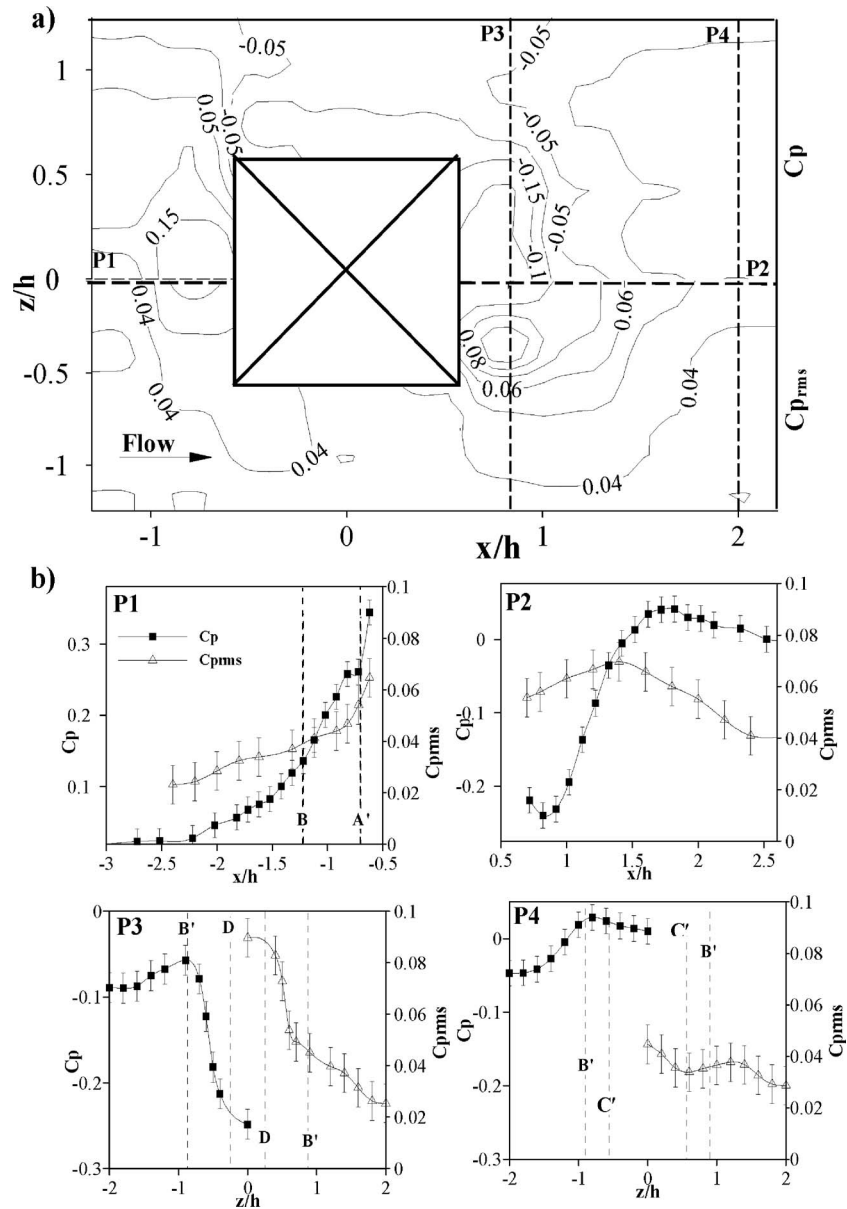 a)
P3
P4
-0.05
-0.05
1
0.05
-0.05
-0.05
0.5
-0.15
-0.05
Cp
0.15
-0.1
P1
P2
0
z/h
0.04
0.06
0.08
0.06
-0.5
0.04
0.04
Cprms
Flow
-1
0.04
0.04
-1
0
1
2
x/h
b)
P1
0.1
0.3
Cp
0.08
Cprms
0.06
0.2
Cp
Cprms
0.04
0.1
0.02
B
A'
0
-3
-2.5
-2
-1.5
-1
-0.5
x/h
P2
0.1
0
0.08
0.06
-0.1
Cp
Cprms
0.04
-0.2
0.02
0
0.5
1
1.5
2
2.5
x/h
0
P3
B'
D
0.1
0.08
-0.1
0.06
Cp
Cprms
0.04
-0.2
0.02
D
B'
-0.3
0
-2
-1
0
1
2
z/h
P4
0.1
C'
B'
0
0.08
0.06
-0.1
Cp
Cprms
0.04
B'
-0.2
C'
0.02
-0.3
0
-2
-1
0
1
2
z/h